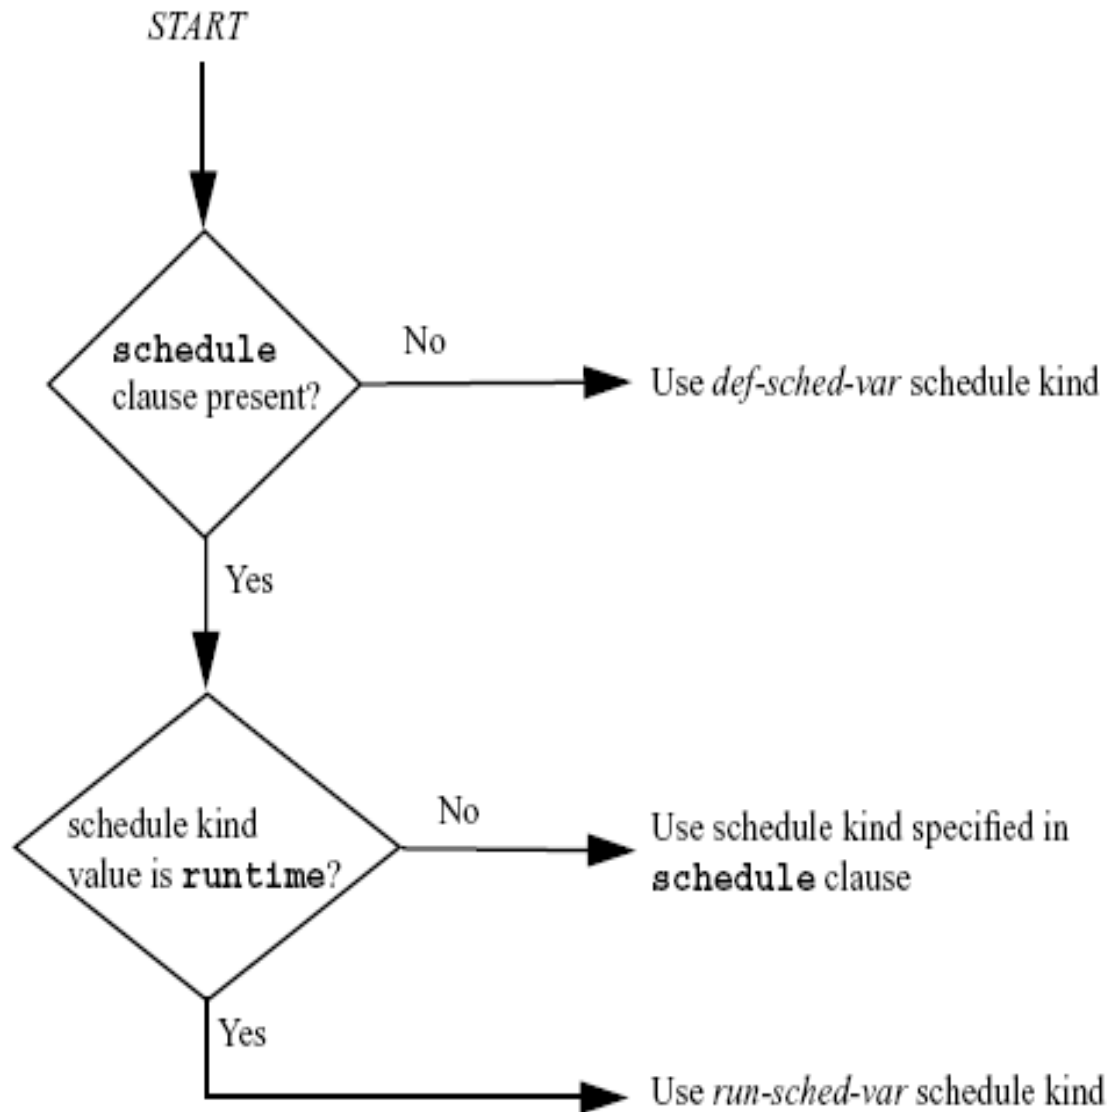 START
schedule
clause present?
No
Use def-sched-var schedule kind
Yes
schedule kind
value is runtime?
No
Use schedule kind specified in
schedule clause
Yes
Use run-sched-var schedule kind